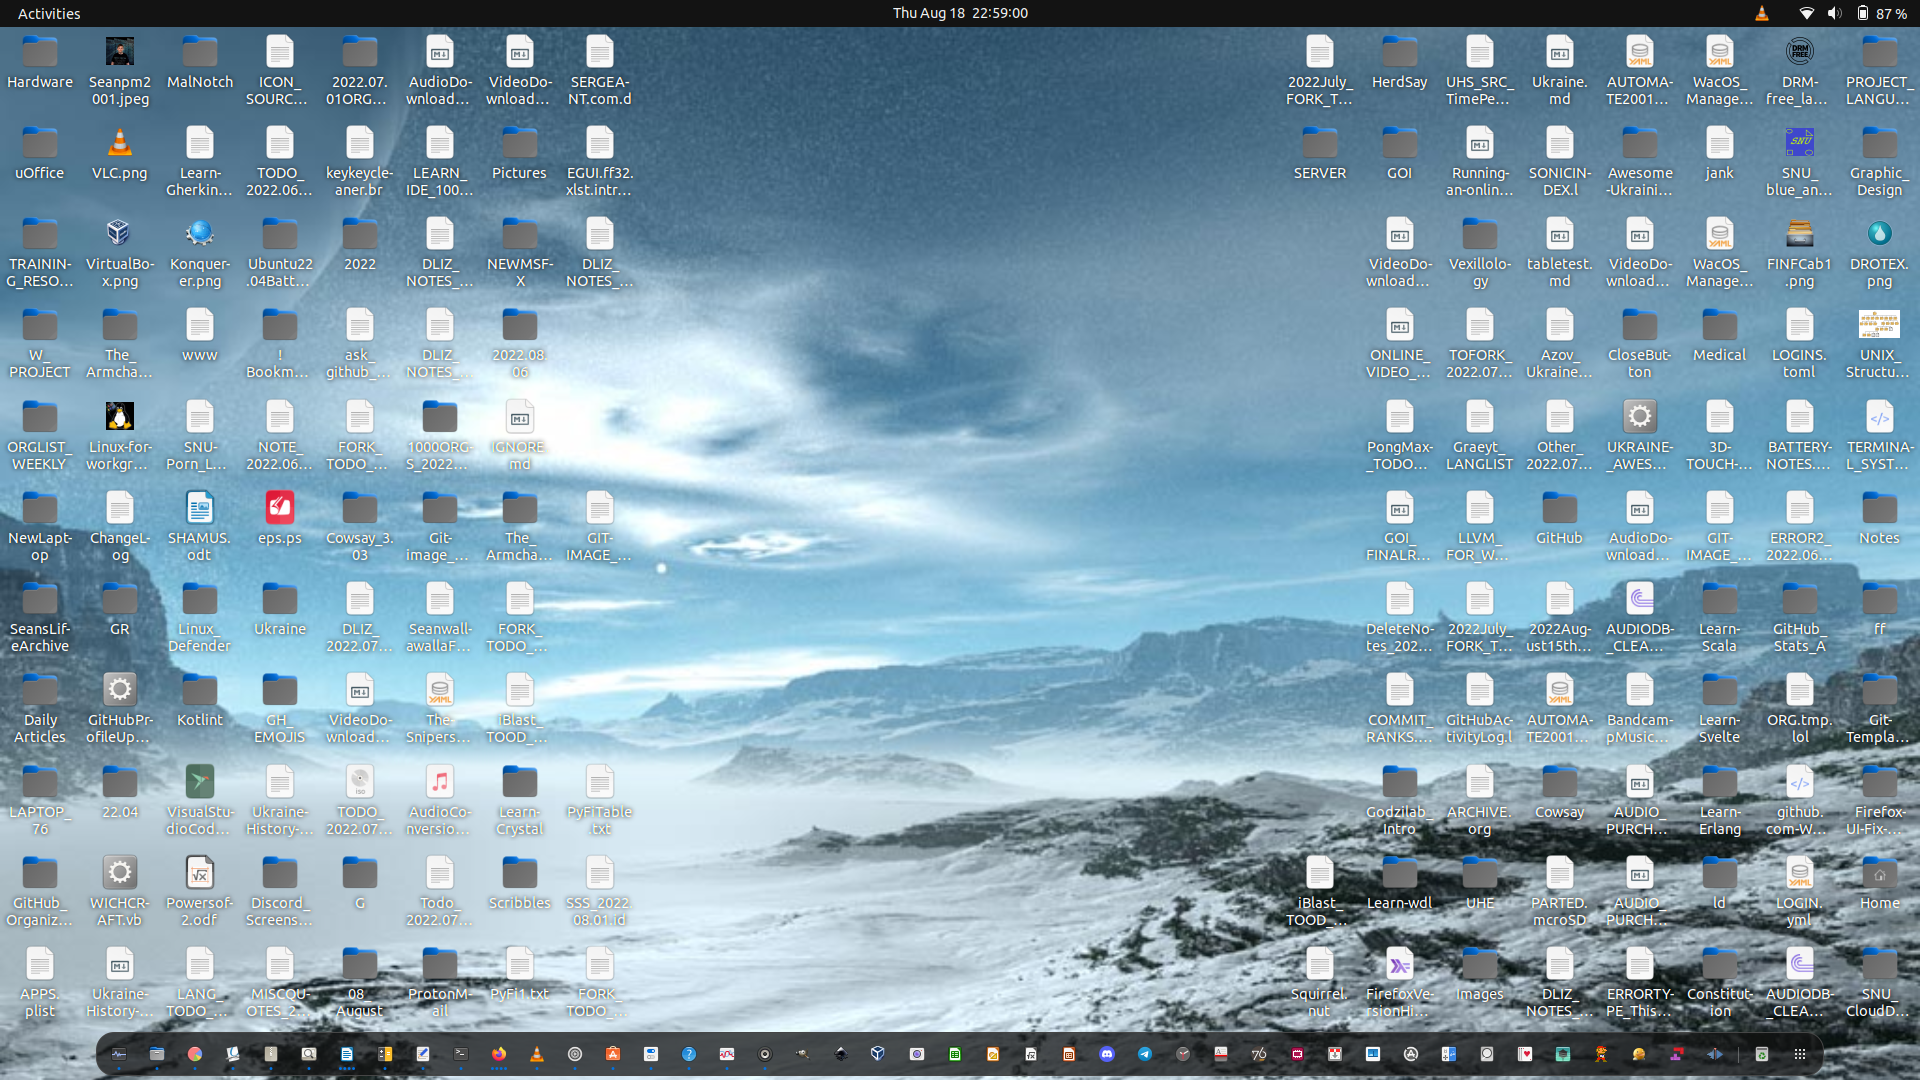 Activities
Thu Aug 18 22:59:00
87 %
Hardware
Seanpm2
001.jpeg
MalNotch
ICON_
SOURC...
2022.07.
01ORG...
AudioDo-
wnload...
VideoDo-
wnload...
SERGEA-
NT.com.d
2022July_
FORK_T...
HerdSay
UHS_SRC_
TimePe...
Ukraine.
md
AUTOMA-
TE2001...
WacOS_
Manage...
DRM-
free_la...
PROJECT_
LANGU...
uOffice
VLC.png
Learn-
Gherkin...
TODO_
2022.06...
keykeycle-
aner.br
LEARN_
IDE_100...
Pictures
EGUI.ff32.
xlst.intr...
SERVER
GOI
Running-
an-onlin...
SONICIN-
DEX.l
Awesome
-Ukraini...
jank
SNU_
blue_an...
Graphic_
Design
TRAININ-
G_RESO...
VirtualBo-
x.png
Konquer-
er.png
Ubuntu22
.04Batt...
2022
DLIZ_
NOTES_...
NEWMSF-
X
DLIZ_
NOTES_...
VideoDo-
wnload...
Vexillolo-
gy
tabletest.
md
VideoDo-
wnload...
WacOS_
Manage...
FINFCab1
.png
DROTEX.
png
W_
PROJECT
The_
Armcha...
www
!
Bookm...
ask_
github_...
DLIZ_
NOTES_...
2022.08.
06
ONLINE_
VIDEO_...
TOFORK_
2022.07...
Azov_
Ukraine...
CloseBut-
ton
Medical
LOGINS.
toml
UNIX_
Structu...
ORGLIST_
WEEKLY
Linux-for-
workgr...
SNU-
Porn_L...
NOTE_
2022.06...
FORK_
TODO_...
1000ORG-
S_2022...
IGNORE.
md
PongMax-
_TODO...
Graeyt_
LANGLIST
Other_
2022.07...
UKRAINE-
_AWES...
3D-
TOUCH-...
BATTERY-
NOTES....
TERMINA-
L_SYST...
NewLapt-
op
ChangeL-
og
SHAMUS.
odt
eps.ps
Cowsay_3.
03
Git-
image_...
The_
Armcha...
GIT-
IMAGE_...
GOI_
FINALR...
LLVM_
FOR_W...
GitHub
AudioDo-
wnload...
GIT-
IMAGE_...
ERROR2_
2022.06...
Notes
SeansLif-
eArchive
GR
Linux_
Defender
Ukraine
DLIZ_
2022.07...
Seanwall-
awallaF...
FORK_
TODO_...
DeleteNo-
tes_202...
2022July_
FORK_T...
2022Aug-
ust15th...
AUDIODB-
_CLEA...
Learn-
Scala
GitHub_
Stats_A
ff
Daily
Articles
GitHubPr-
ofileUp...
Kotlint
GH_
EMOJIS
VideoDo-
wnload...
The-
Snipers...
iBlast_
TOOD_...
COMMIT_
RANKS....
GitHubAc-
tivityLog.l
AUTOMA-
TE2001...
Bandcam-
pMusic...
Learn-
Svelte
ORG.tmp.
lol
Git-
Templa...
LAPTOP_
76
22.04
VisualStu-
dioCod...
Ukraine-
History-...
TODO_
2022.07...
AudioCo-
nversio...
Learn-
Crystal
PyFiTable
.txt
Godzilab_
Intro
ARCHIVE.
org
Cowsay
AUDIO_
PURCH...
Learn-
Erlang
github.
com-W...
Firefox-
UI-Fix-...
GitHub_
Organiz...
WICHCR-
AFT.vb
Powersof-
2.odf
Discord_
Screens...
G
Todo_
2022.07...
Scribbles
SSS_2022.
08.01.id
iBlast_
TOOD_...
Learn-wdl
UHE
PARTED.
mcroSD
AUDIO_
PURCH...
ld
LOGIN.
yml
Home
APPS.
plist
Ukraine-
History-...
LANG_
TODO_...
MISCQU-
OTES_2...
08_
August
ProtonM-
ail
PyFi1.txt
FORK_
TODO_...
Squirrel.
nut
FirefoxVe-
rsionHi...
Images
DLIZ_
NOTES_...
ERRORTY-
PE_This...
Constitut-
ion
AUDIODB-
_CLEA...
SNU_
CloudD...